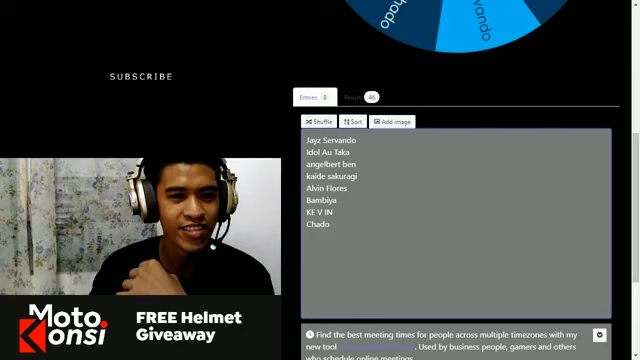 hado
vando
SUBSCRIBE
Entries 8
Results 46
Shuffle
Sort
Add image
Jayz Servando
Idol Au Taka
angelbert ben
kaide sakuragi
Alvin Flores
Bambiya
KE V IN
Chado
Moto
Konsi
FREE Helmet
Giveaway
Find the best meeting times for people across multiple timezones with my
new tool
. Used by business people, gamers and others
who schedule online meetings